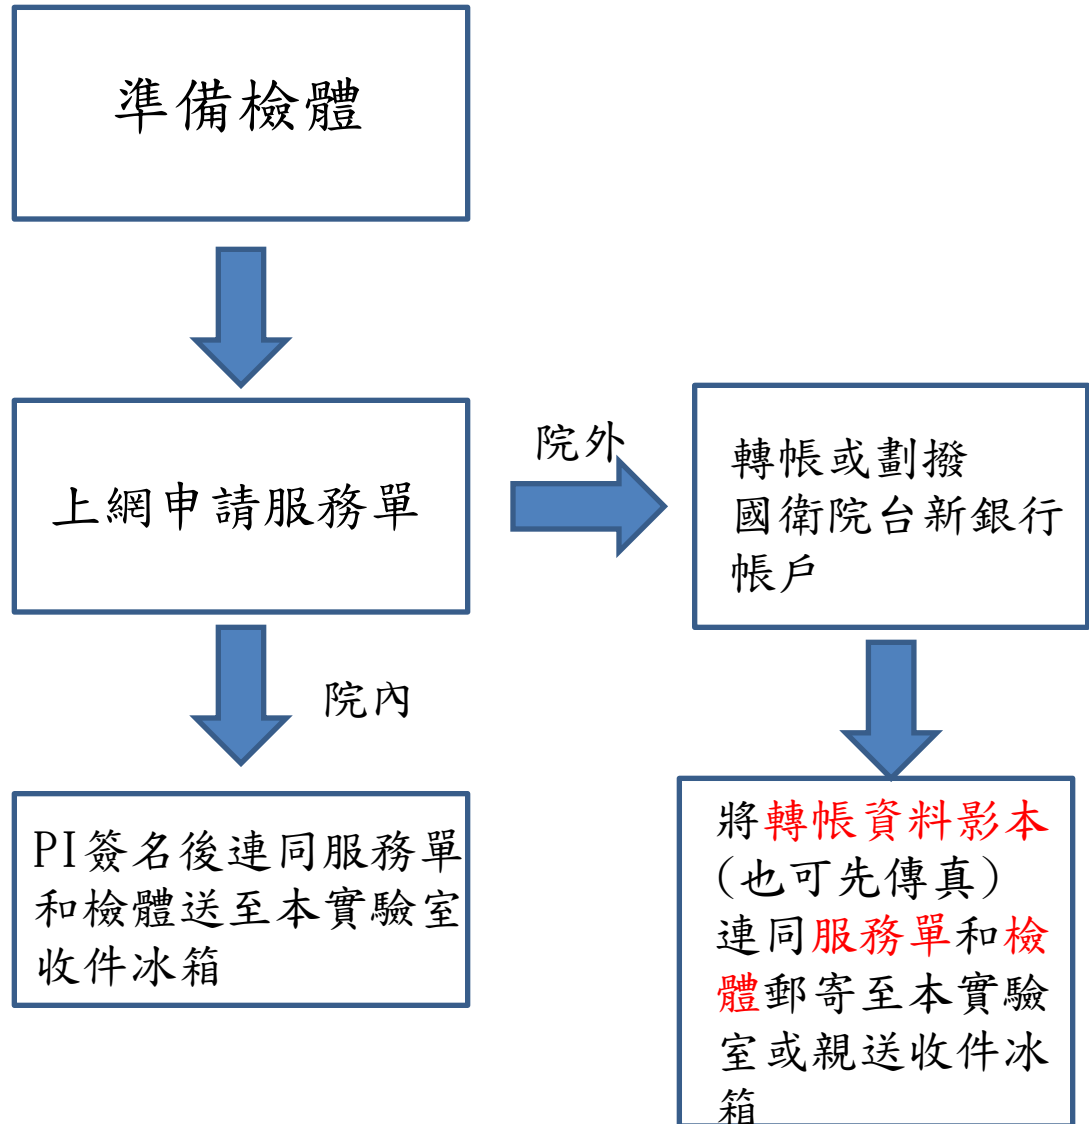 準備檢體
上網申請服務單
院外
轉帳或劃撥
國衛院台新銀行
帳戶
院內
PI簽名後連同服務單
和檢體送至本實驗室
收件冰箱
將轉帳資料影本
(也可先傳真)
連同服務單和檢
體郵寄至本實驗
室或親送收件冰
箱